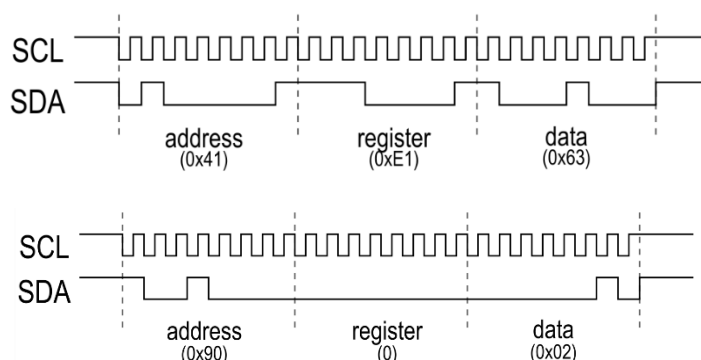 SCL
SDA
address register data
(0x41) (0xE1) (0x63)
SCL
SDA
address register data
(0x90) (0) (0x02)